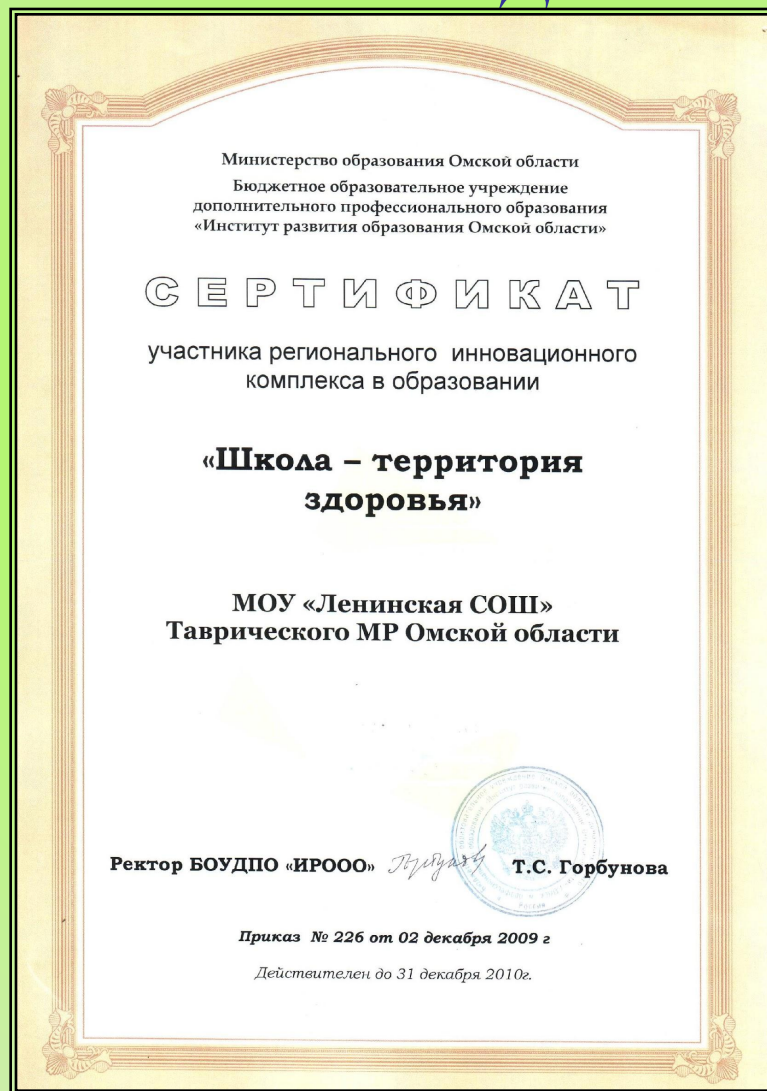 Министерство образования Омской области
Бюджетное образовательное учреждение
дополнительного профессионального образования
«Институт развития образования Омской области»
СЕРТИФИКАТ
участника регионального инновационного
комплекса в образовании
«Школа – территория
здоровья»
МОУ «Ленинская СОШ»
Таврического МР Омской области
Ректор БОУДПО «ИРООО» Т.С. Горбунова
Приказ № 226 от 02 декабря 2009 г
Действителен до 31 декабря 2010г.